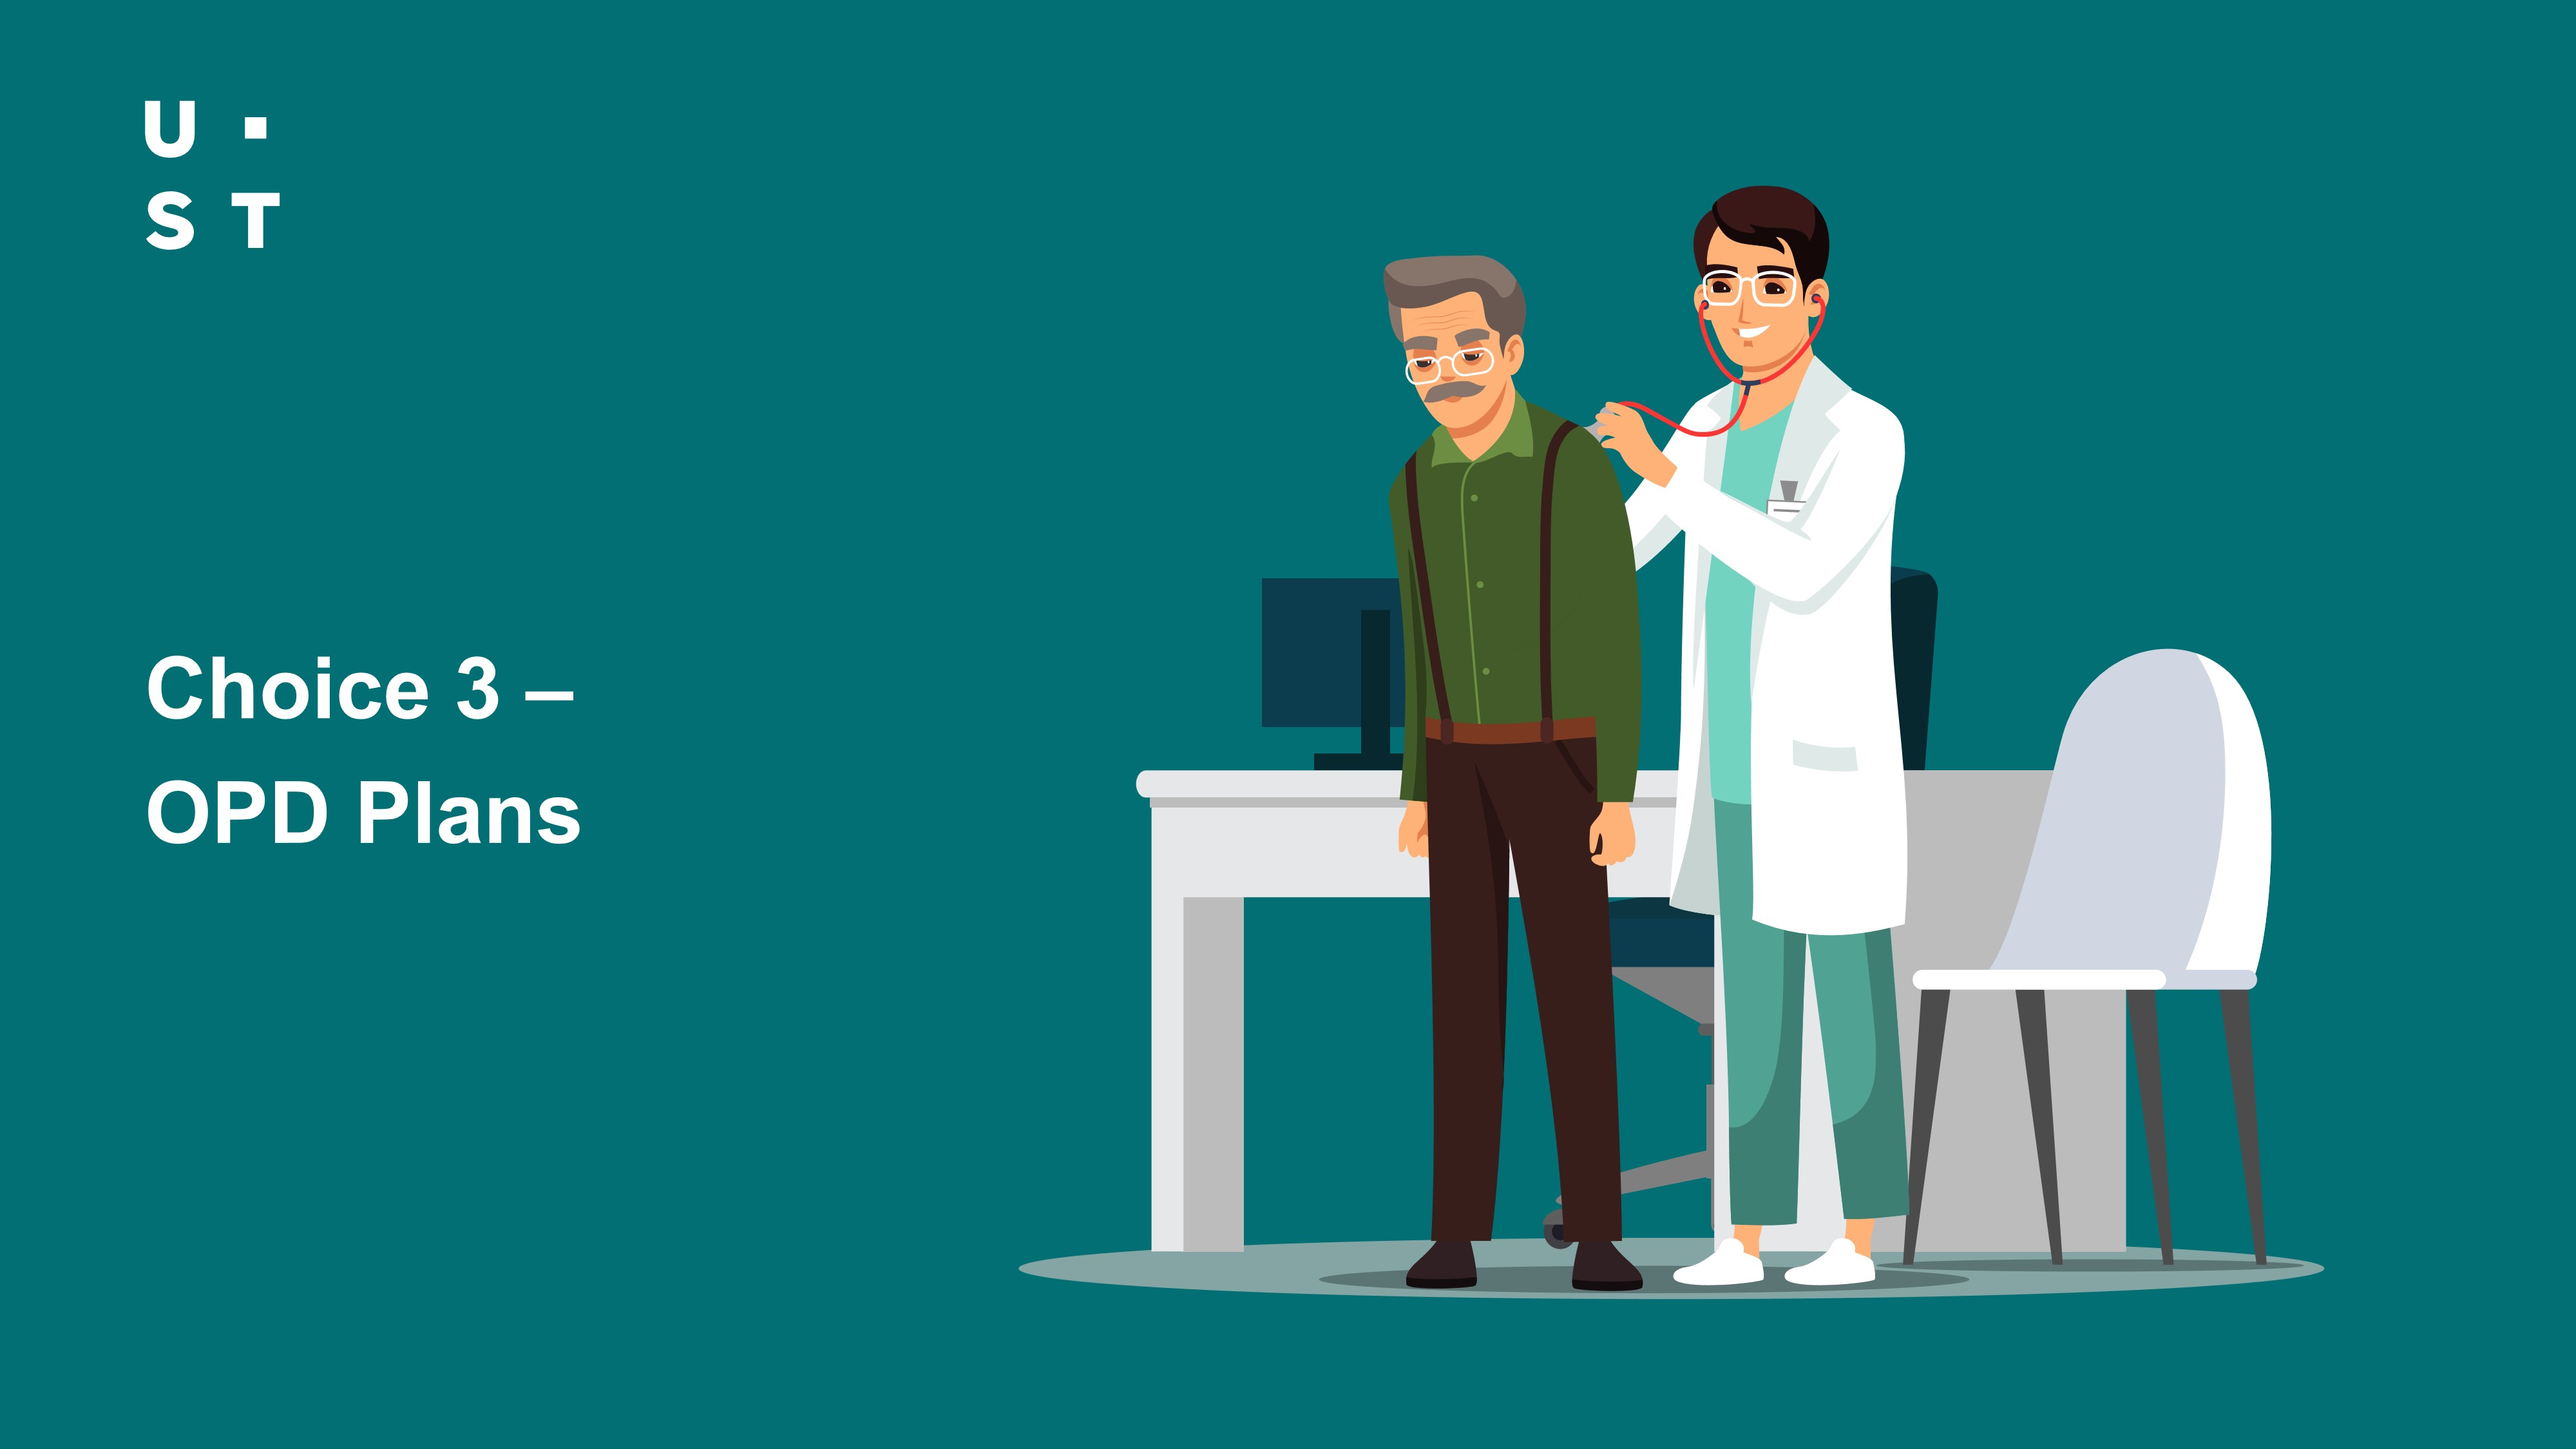 U ·
S T
Choice 3 –
OPD Plans